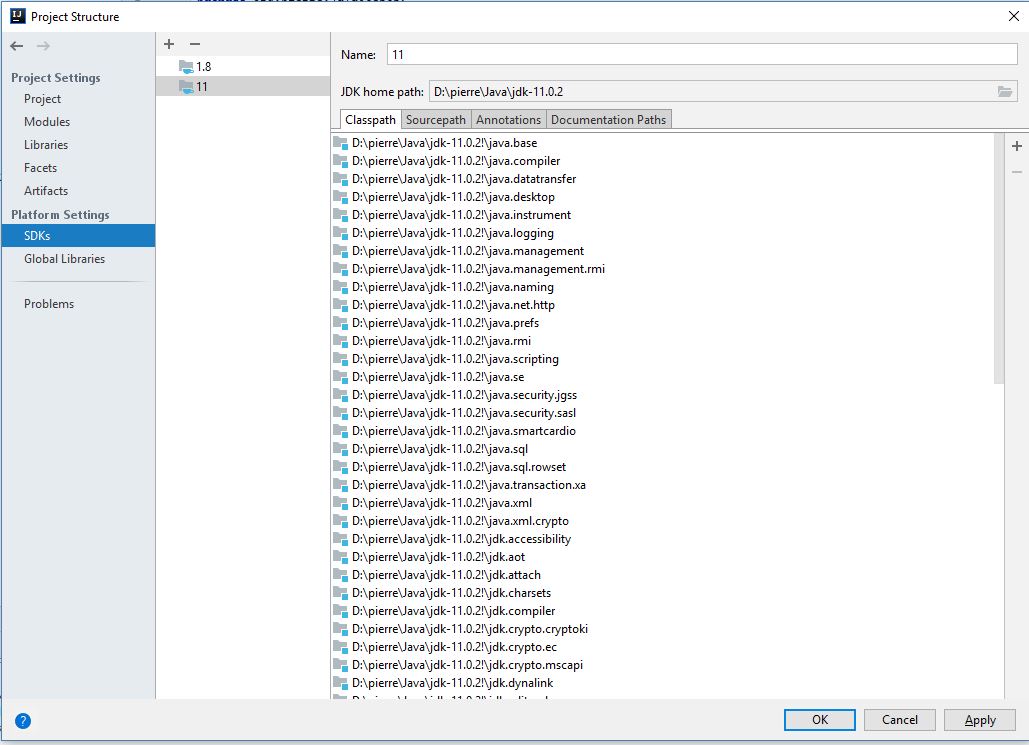 Project Structure
Project Settings
Project
Modules
Libraries
Facets
Artifacts
Platform Settings
SDKs
Global Libraries
Problems
1.8
11
Name: 11
JDK home path: D:\pierre\Java\jdk-11.0.2
Classpath Sourcepath Annotations Documentation Paths
D:\pierre\Java\jdk-11.0.2!\java.base
D:\pierre\Java\jdk-11.0.2!\java.compiler
D:\pierre\Java\jdk-11.0.2!\java.datatransfer
D:\pierre\Java\jdk-11.0.2!\java.desktop
D:\pierre\Java\jdk-11.0.2!\java.instrument
D:\pierre\Java\jdk-11.0.2!\java.logging
D:\pierre\Java\jdk-11.0.2!\java.management
D:\pierre\Java\jdk-11.0.2!\java.management.rmi
D:\pierre\Java\jdk-11.0.2!\java.naming
D:\pierre\Java\jdk-11.0.2!\java.net.http
D:\pierre\Java\jdk-11.0.2!\java.prefs
D:\pierre\Java\jdk-11.0.2!\java.rmi
D:\pierre\Java\jdk-11.0.2!\java.scripting
D:\pierre\Java\jdk-11.0.2!\java.se
D:\pierre\Java\jdk-11.0.2!\java.security.jgss
D:\pierre\Java\jdk-11.0.2!\java.security.sasl
D:\pierre\Java\jdk-11.0.2!\java.smartcardio
D:\pierre\Java\jdk-11.0.2!\java.sql
D:\pierre\Java\jdk-11.0.2!\java.sql.rowset
D:\pierre\Java\jdk-11.0.2!\java.transaction.xa
D:\pierre\Java\jdk-11.0.2!\java.xml
D:\pierre\Java\jdk-11.0.2!\java.xml.crypto
D:\pierre\Java\jdk-11.0.2!\jdk.accessibility
D:\pierre\Java\jdk-11.0.2!\jdk.aot
D:\pierre\Java\jdk-11.0.2!\jdk.attach
D:\pierre\Java\jdk-11.0.2!\jdk.charsets
D:\pierre\Java\jdk-11.0.2!\jdk.compiler
D:\pierre\Java\jdk-11.0.2!\jdk.crypto.cryptoki
D:\pierre\Java\jdk-11.0.2!\jdk.crypto.ec
D:\pierre\Java\jdk-11.0.2!\jdk.crypto.mscapi
D:\pierre\Java\jdk-11.0.2!\jdk.dynalink
? OK Cancel Apply